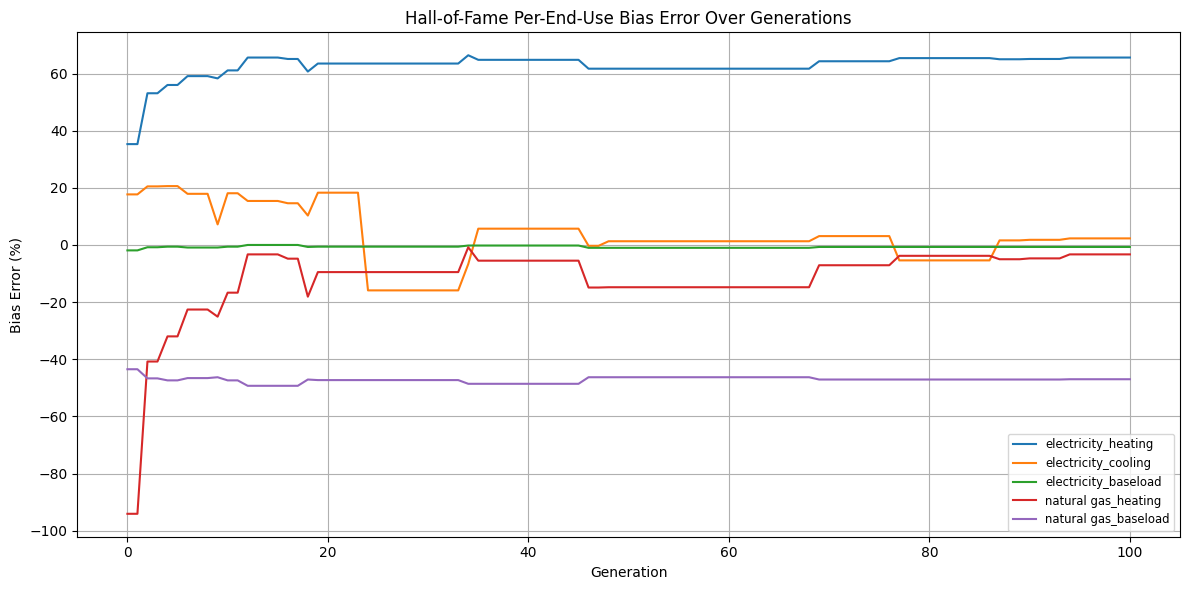 Hall-of-Fame Per-End-Use Bias Error Over Generations
Bias Error (%)
60
40
20
0
−20
−40
−60
−80
−100
0
20
40
60
80
100
Generation
electricity_heating
electricity_cooling
electricity_baseload
natural gas_heating
natural gas_baseload